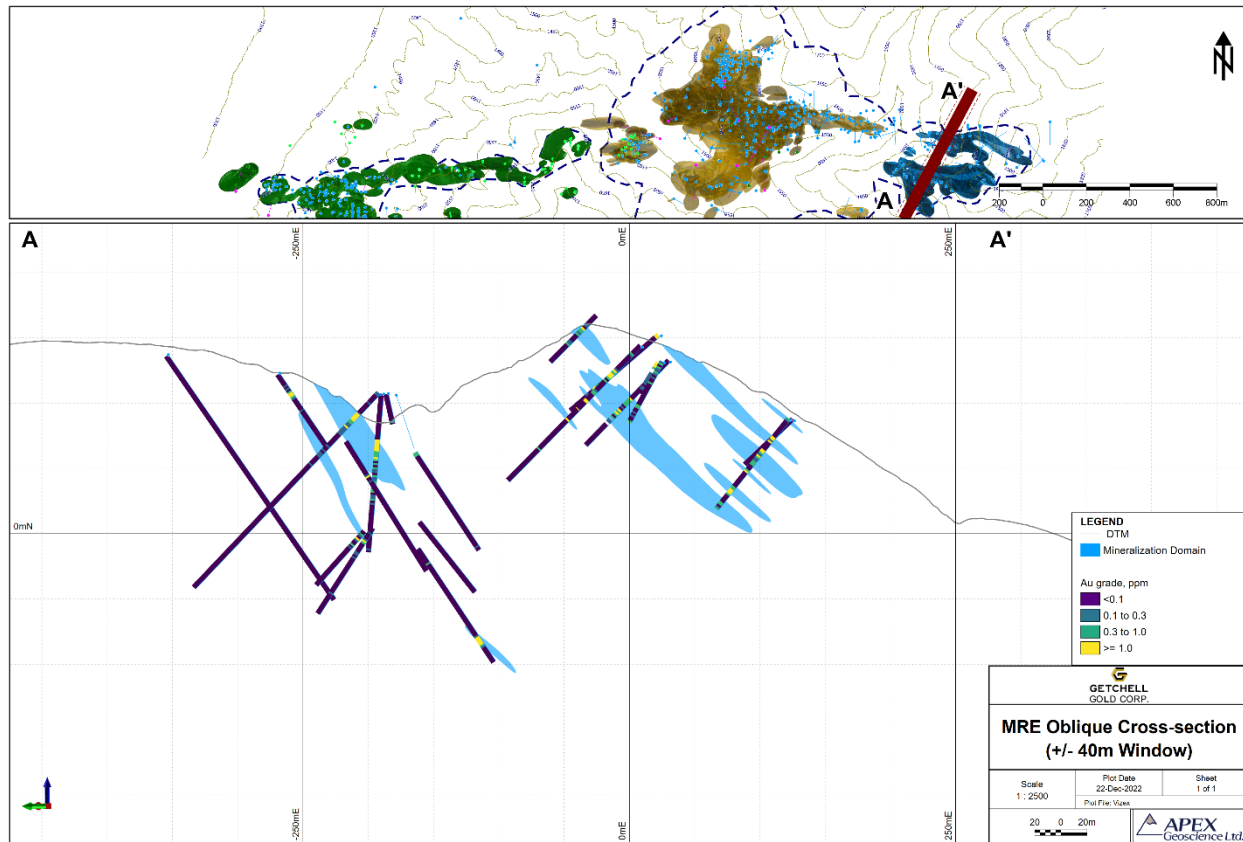 N
A'
A
200 0 200 400 600 800m
A
A'
-250mE
0mE
250mE
0mN
-250mE
0mE
250mE
LEGEND
DTM
Mineralization Domain
Au grade, ppm
<0.1
0.1 to 0.3
0.3 to 1.0
>= 1.0
GETCHELL
GOLD CORP.
MRE Oblique Cross-section
(+/- 40m Window)
Scale
1 : 2500
Plot Date
22-Dec-2022
Sheet
1 of 1
Plot File: Vizex
20 0 20m
APEX
Geoscience Ltd.